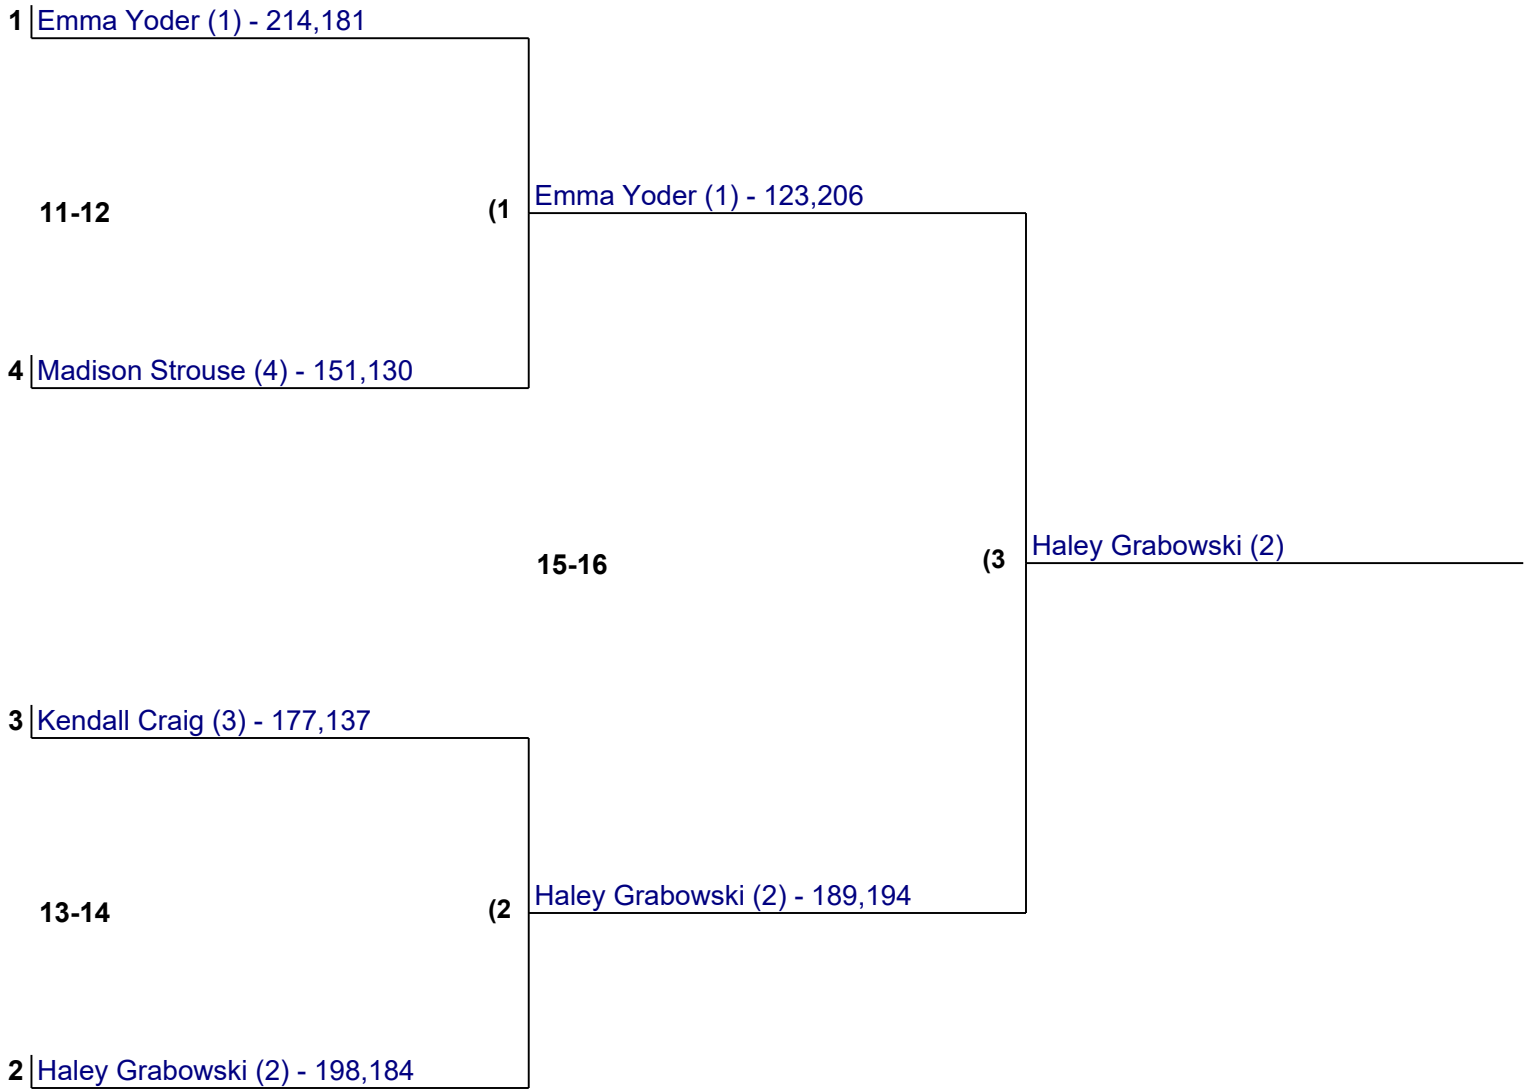 1 Emma Yoder (1) - 214,181
11-12 (1 Emma Yoder (1) - 123,206
4 Madison Strouse (4) - 151,130
15-16 (3 Haley Grabowski (2)
3 Kendall Craig (3) - 177,137
13-14 (2 Haley Grabowski (2) - 189,194
2 Haley Grabowski (2) - 198,184